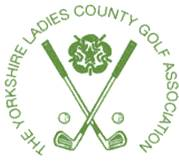 THE YORKSHIRE LADIES COUNTY GOLF ASSOCIATION